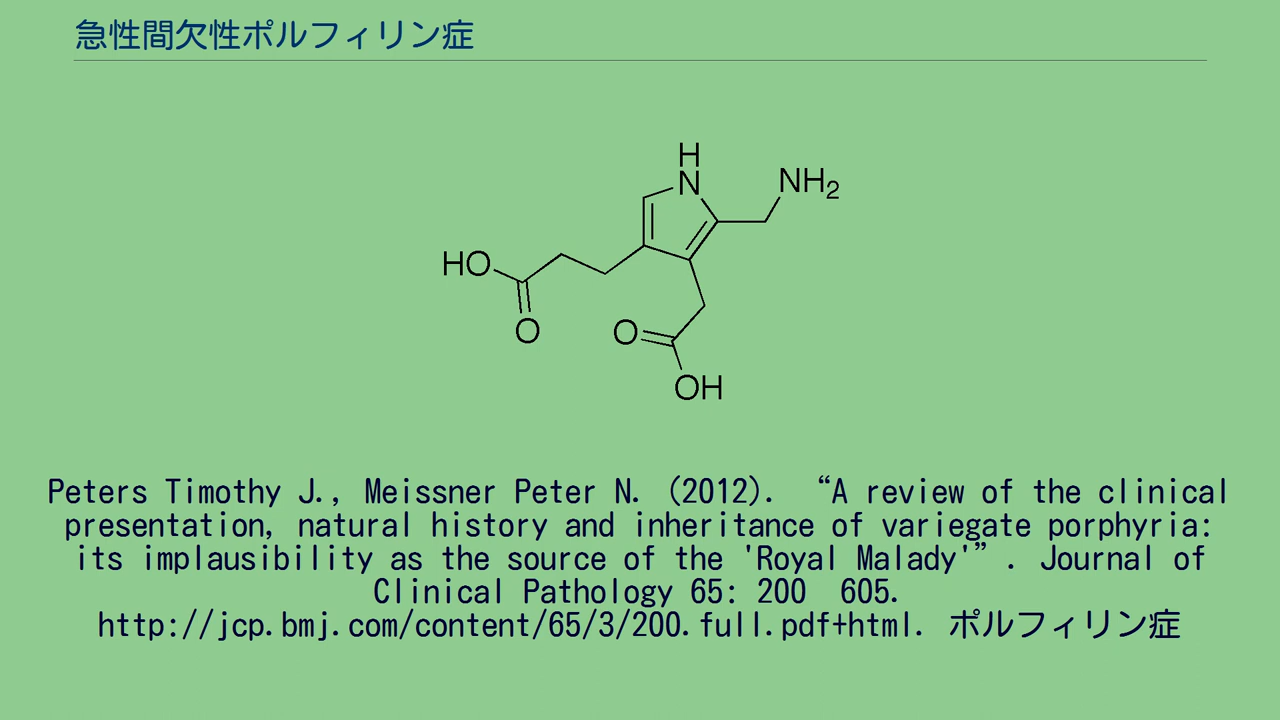 急性間欠性ポルフィリン症
H
N
NH2
HO
O
O
OH
Peters Timothy J., Meissner Peter N. (2012). “A review of the clinical
presentation, natural history and inheritance of variegate porphyria:
its implausibility as the source of the 'Royal Malady'” . Journal of
Clinical Pathology 65: 200  605.
http://jcp.bmj.com/content/65/3/200.full.pdf+html. ポルフィリン症